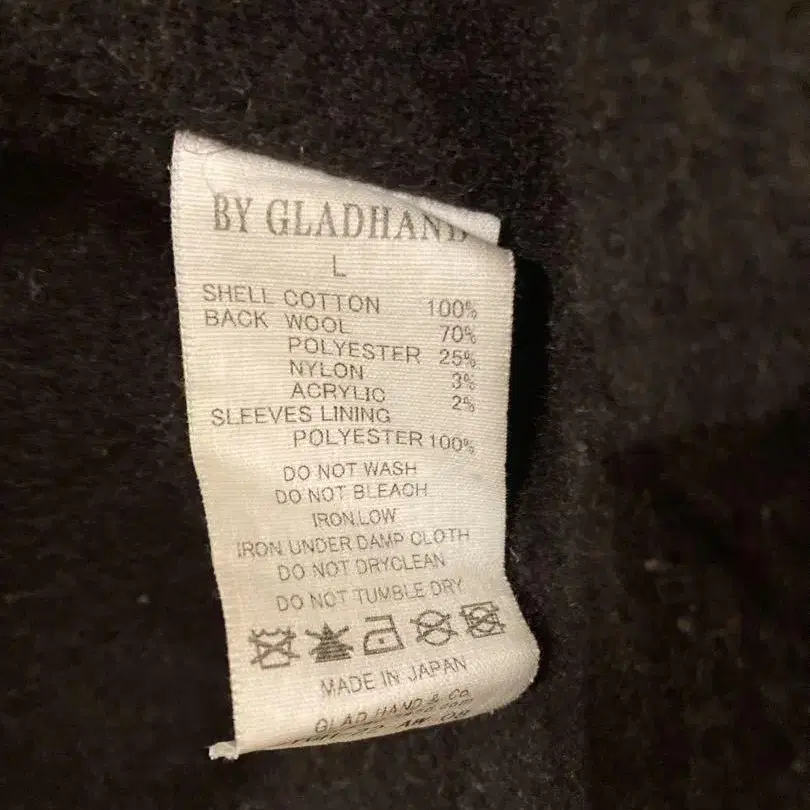 BY GLADHAND
L
SHELL COTTON 100%
BACK WOOL 70%
POLYESTER 25%
NYLON 3%
ACRYLIC 2%
SLEEVES LINING
POLYESTER 100%
DO NOT WASH
DO NOT BLEACH
IRON.LOW
IRON UNDER DAMP CLOTH
DO NOT DRYCLEAN
DO NOT TUMBLE DRY
MADE IN JAPAN
GLAD HAND & Co.